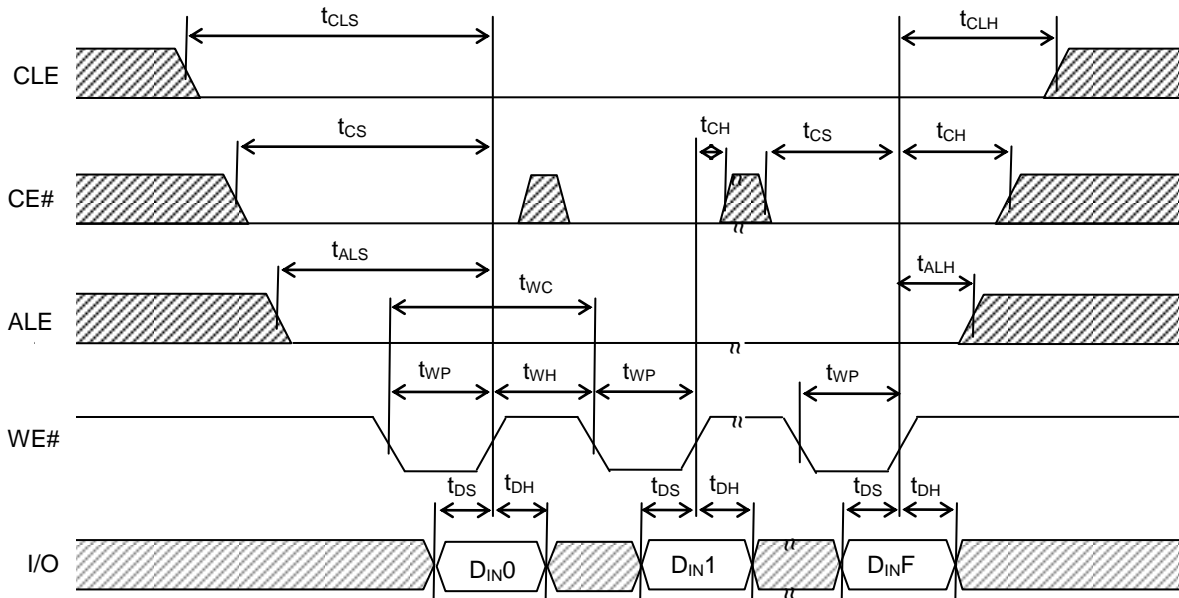 tCLS tCLH
CLE
tCS tCH tCS tCH
CE#
tALS tWC tALH
ALE
tWP tWH tWP tWP
WE#
tDS tDH tDS tDH tDS tDH
I/O DIN0 DIN1 DINF